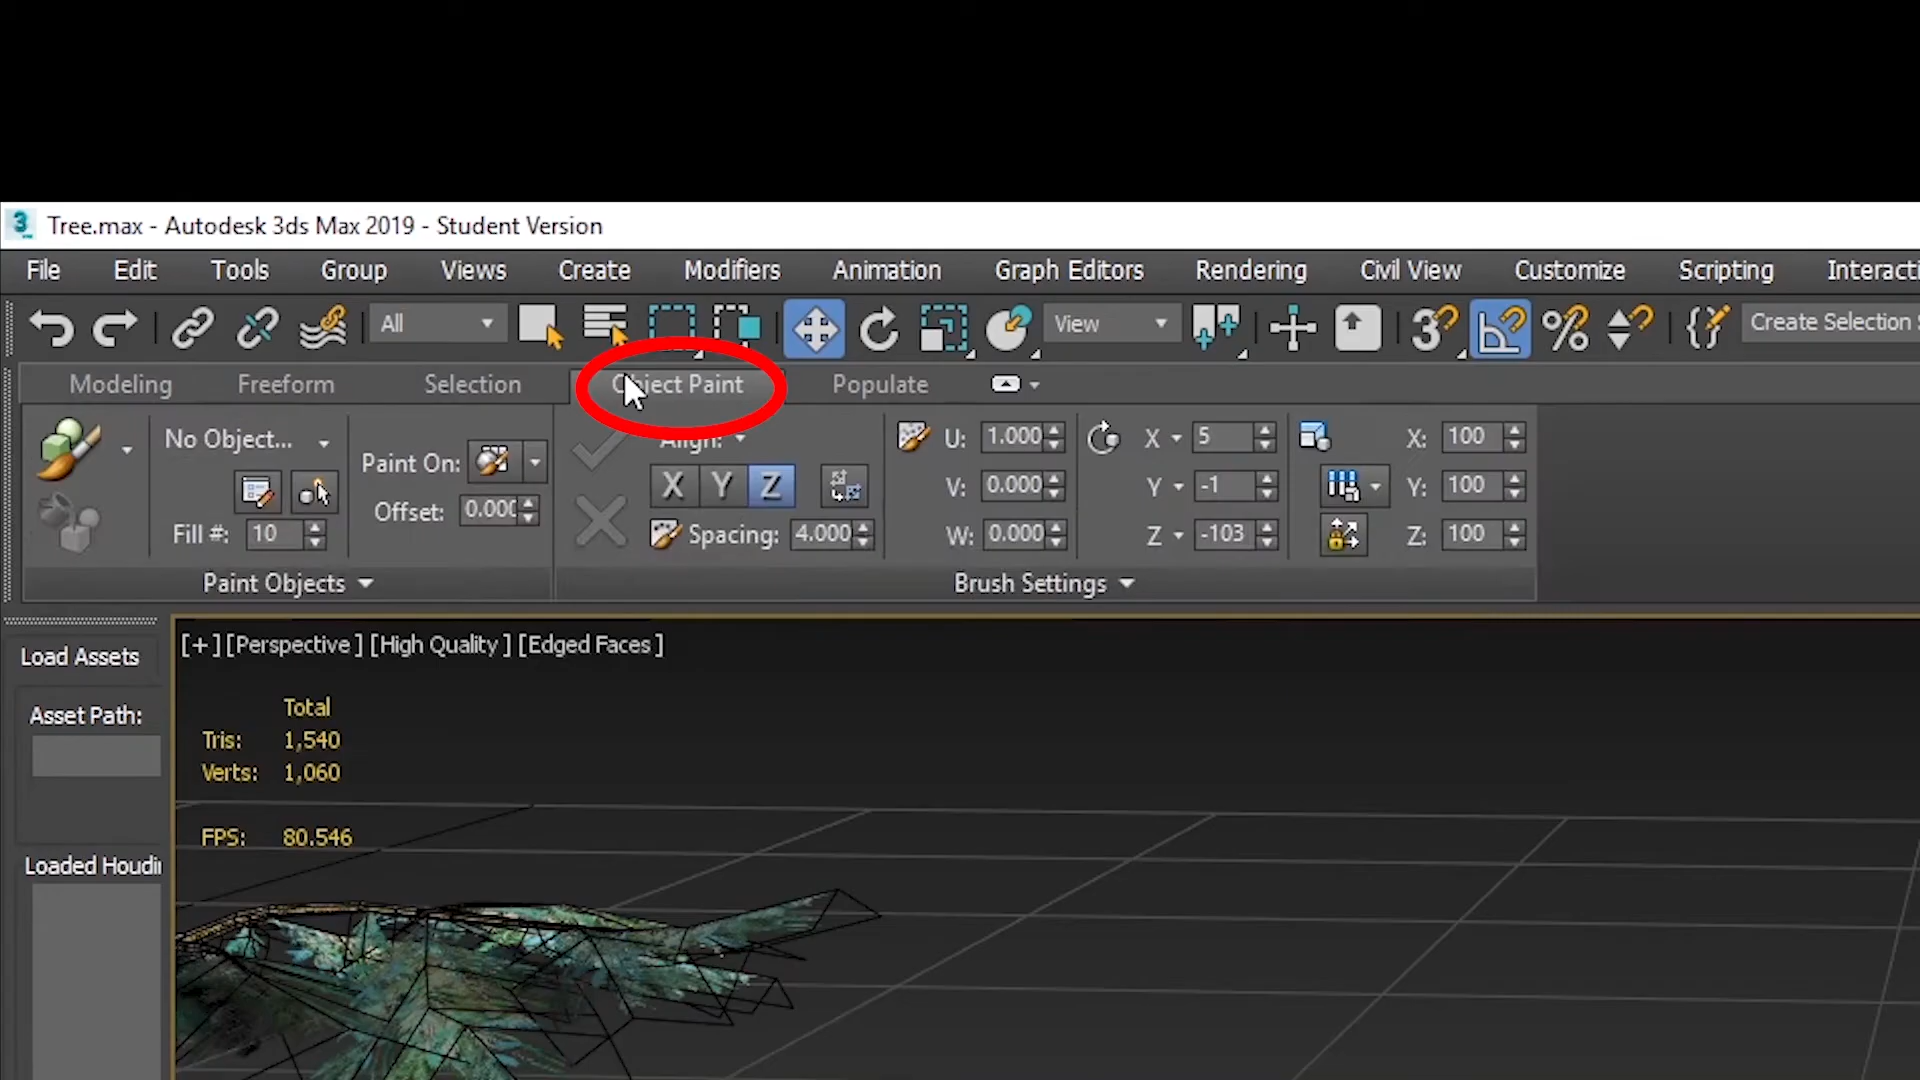 Tree.max - Autodesk 3ds Max 2019 - Student Version
File Edit Tools Group Views Create Modifiers Animation Graph Editors Rendering Civil View Customize Scripting Interacti
All View 3 % Create Selection S
Modeling Freeform Selection Object Paint Populate
No Object... Align: U: 1.000 X 5 X: 100
Paint On: X Y Z V: 0.000 Y -1 Y: 100
Offset: 0.000
Fill #: 10 Spacing: 4.000 W: 0.000 Z -103 Z: 100
Paint Objects Brush Settings
[+] [Perspective ] [High Quality ] [Edged Faces ]
Load Assets
Asset Path:
Total
Tris: 1,540
Verts: 1,060
FPS: 80.546
Loaded Houdi